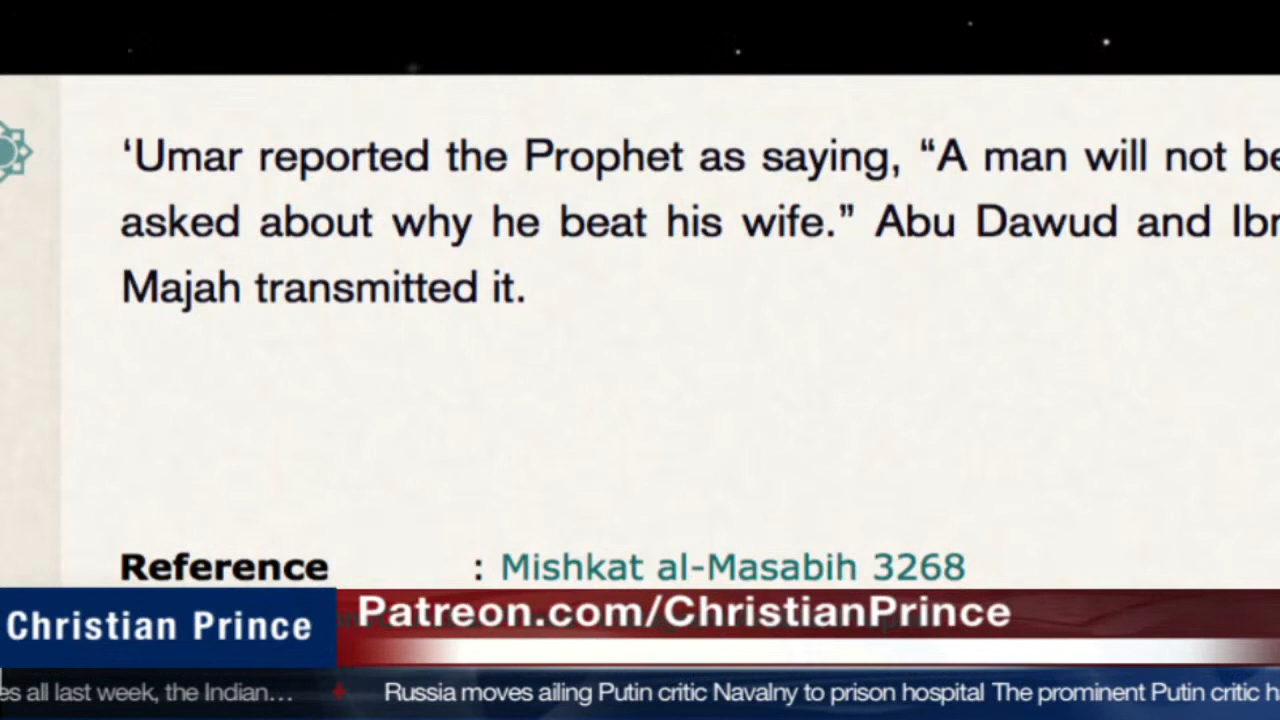 ‘Umar reported the Prophet as saying, “A man will not be
asked about why he beat his wife.” Abu Dawud and Ibn
Majah transmitted it.
Reference : Mishkat al-Masabih 3268
Christian Prince
Patreon.com/ChristianPrince
es all last week, the Indian... Russia moves ailing Putin critic Navalny to prison hospital The prominent Putin critic h